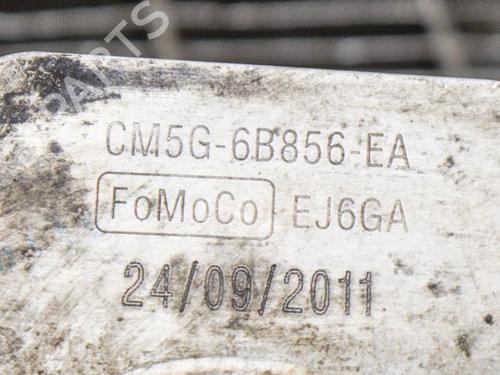 PARTS
CM5G-6B856-EA
FoMoCo EJ6GA
24/09/2011